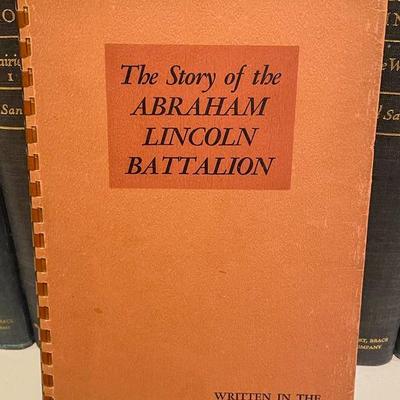 The Story of the
ABRAHAM
LINCOLN
BATTALION
WRITTEN IN THE